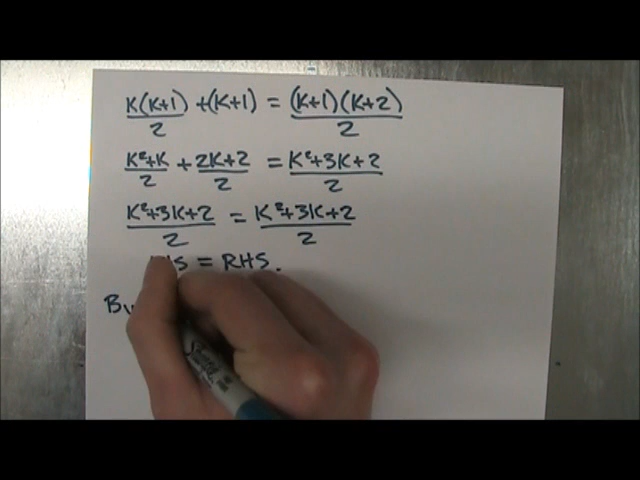 K(K+1)/2 + (K+1) = (K+1)(K+2)/2
K²+K/2 + 2K+2/2 = K²+3K+2/2
K²+3K+2/2 = K²+3K+2/2
= RHS.
Sharpie